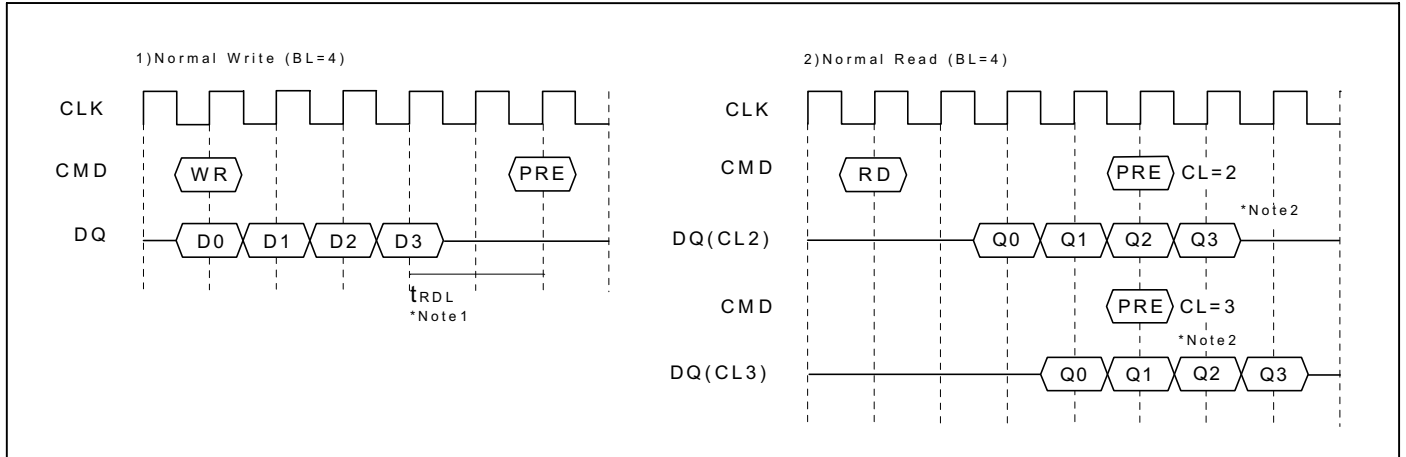 1)Normal Write (BL=4)
CLK
CMD
WR
PRE
DQ
D0 D1 D2 D3
tRDL
*Note1
2)Normal Read (BL=4)
CLK
CMD
RD
PRE CL=2
*Note2
DQ(CL2)
Q0 Q1 Q2 Q3
CMD
PRE CL=3
*Note2
DQ(CL3)
Q0 Q1 Q2 Q3